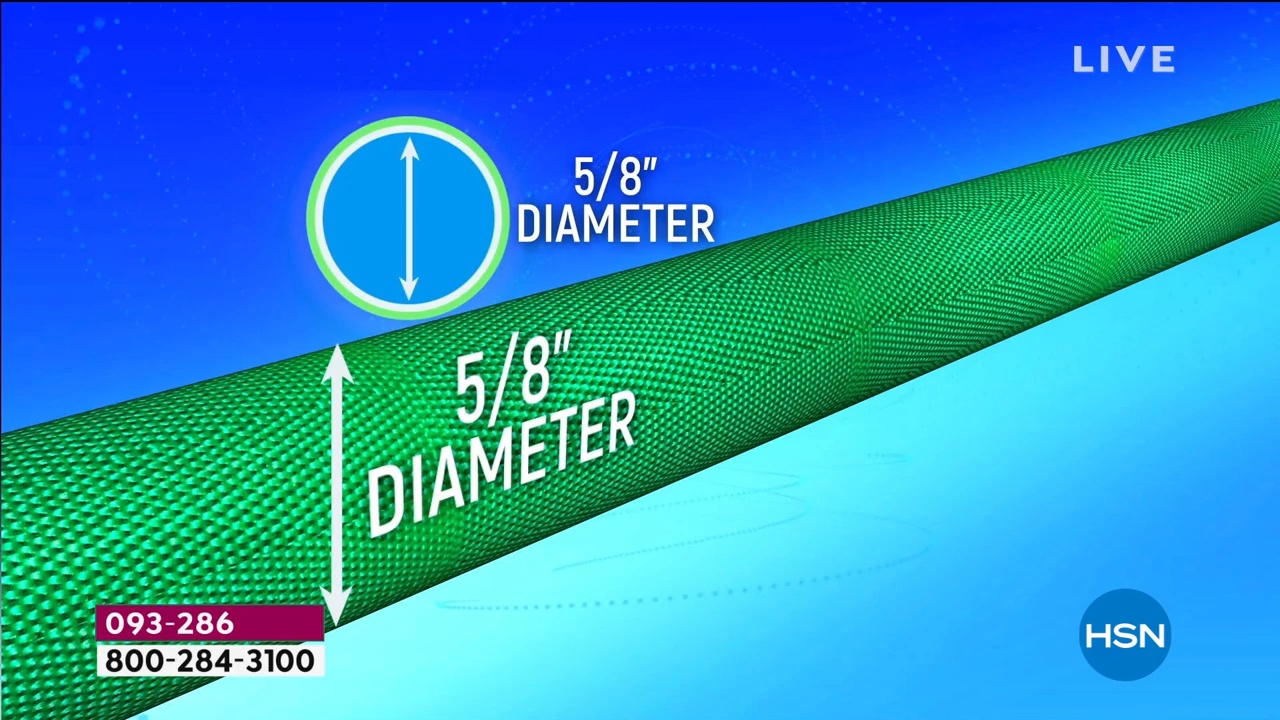 LIVE
5/8"
DIAMETER
5/8"
DIAMETER
093-286
800-284-3100
HSN